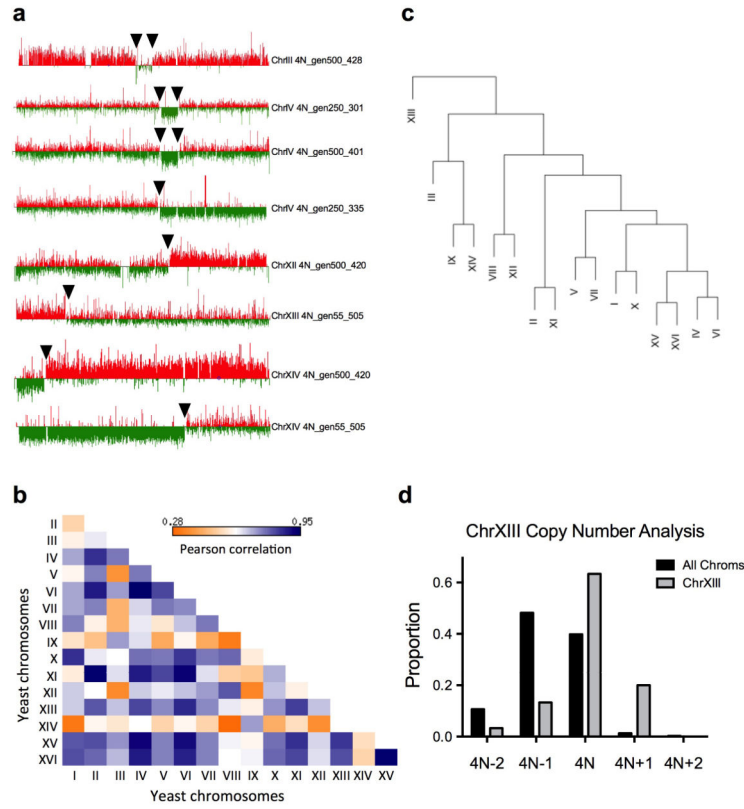 a
ChrIII 4N_gen500_428
ChrIV 4N_gen250_301
ChrIV 4N_gen500_401
ChrIV 4N_gen250_335
ChrXII 4N_gen500_420
ChrXIII 4N_gen55_505
ChrXIV 4N_gen500_420
ChrXIV 4N_gen55_505
c
XIII
III
IX XIV
VIII XII
II XI
V VII
I X
XV XVI
IV VI
b
0.28 0.95
Pearson correlation
Yeast chromosomes
II
III
IV
V
VI
VII
VIII
IX
X
XI
XII
XIII
XIV
XV
XVI
I II III IV V VI VII VIII IX X XI XII XIII XIV XV
Yeast chromosomes
d
ChrXIII Copy Number Analysis
All Chroms
ChrXIII
Proportion
0.6
0.4
0.2
0.0
4N-2 4N-1 4N 4N+1 4N+2